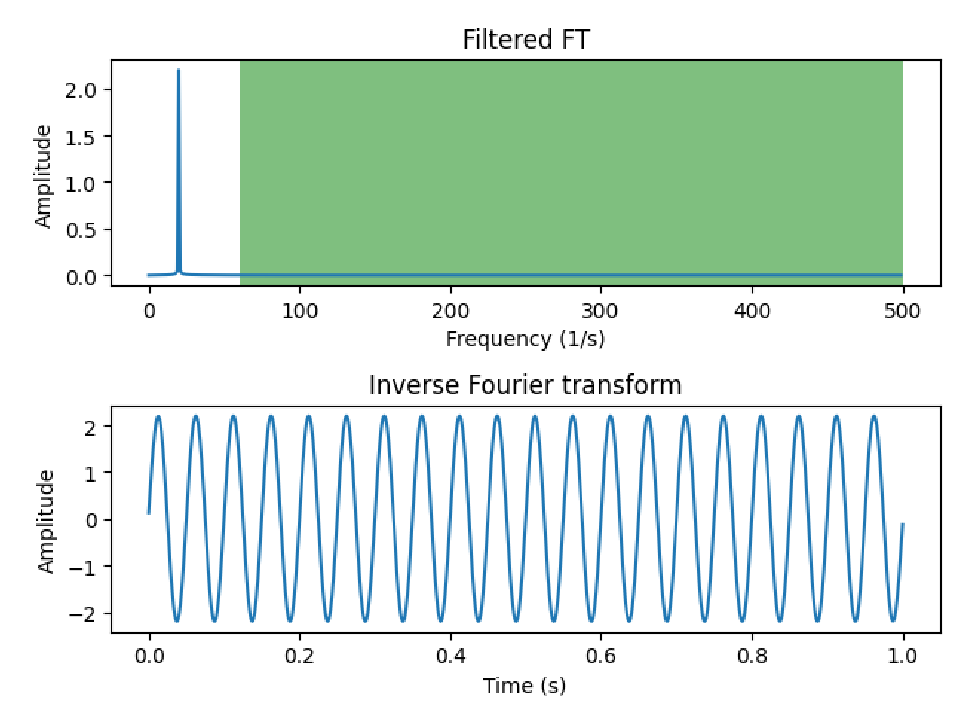 Filtered FT
Amplitude
2.0
1.5
1.0
0.5
0.0
0 100 200 300 400 500
Frequency (1/s)
Inverse Fourier transform
Amplitude
2
1
0
−1
−2
0.0 0.2 0.4 0.6 0.8 1.0
Time (s)